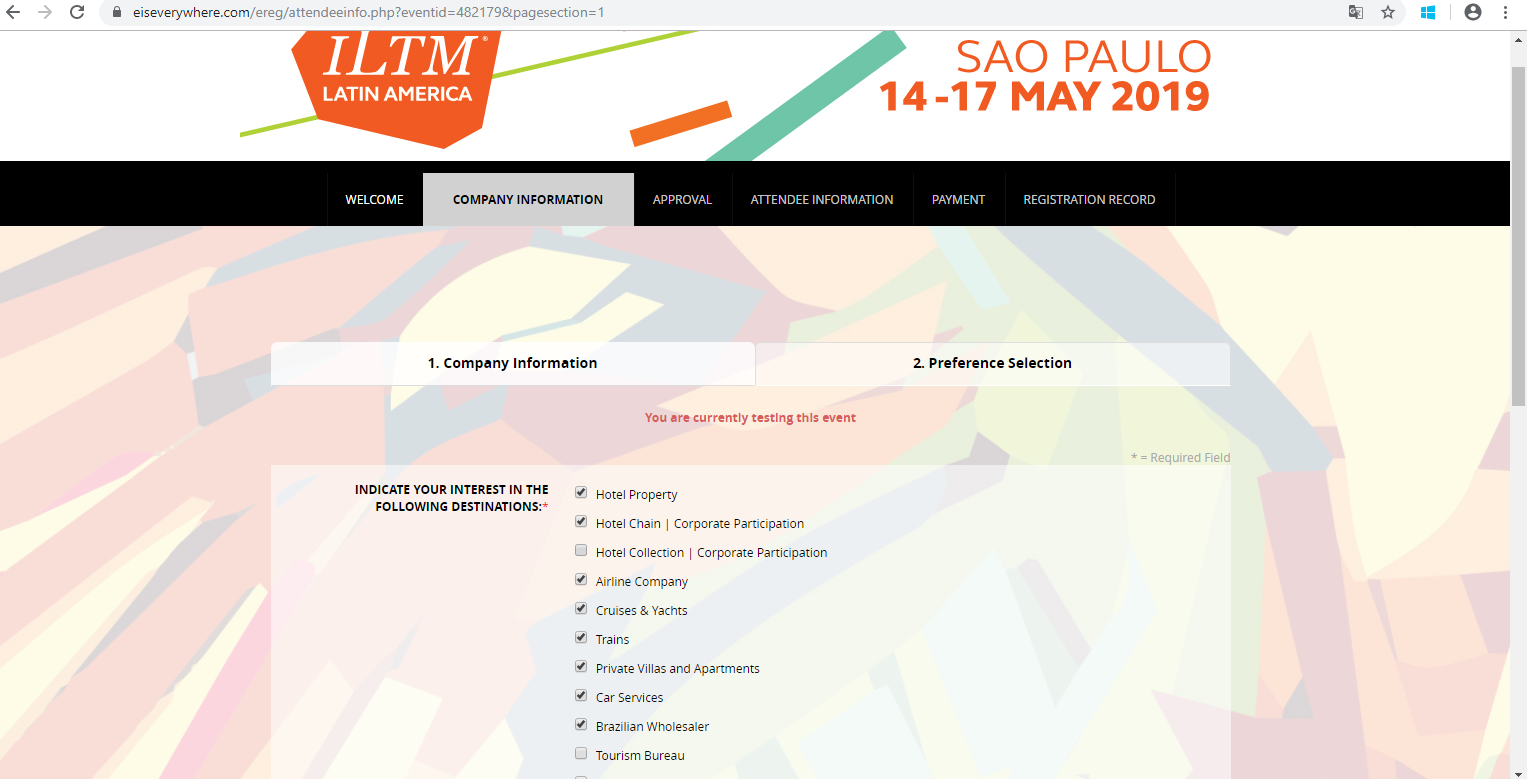 eiseverywhere.com/ereg/attendeeinfo.php?eventid=482179&pagesection=1
ILTM®
LATIN AMERICA
SAO PAULO
14 -17 MAY 2019
WELCOME
COMPANY INFORMATION
APPROVAL
ATTENDEE INFORMATION
PAYMENT
REGISTRATION RECORD
1. Company Information
2. Preference Selection
You are currently testing this event
* = Required Field
INDICATE YOUR INTEREST IN THE
FOLLOWING DESTINATIONS:*
Hotel Property
Hotel Chain | Corporate Participation
Hotel Collection | Corporate Participation
Airline Company
Cruises & Yachts
Trains
Private Villas and Apartments
Car Services
Brazilian Wholesaler
Tourism Bureau